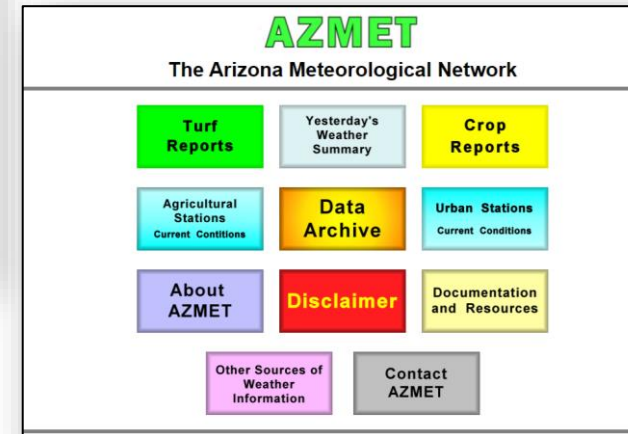 AZMET
The Arizona Meteorological Network
Turf
Reports
Yesterday's
Weather
Summary
Crop
Reports
Agricultural
Stations
Current Contitions
Data
Archive
Urban Stations
Current Conditions
About
AZMET
Disclaimer
Documentation
and Resources
Other Sources of
Weather
Information
Contact
AZMET